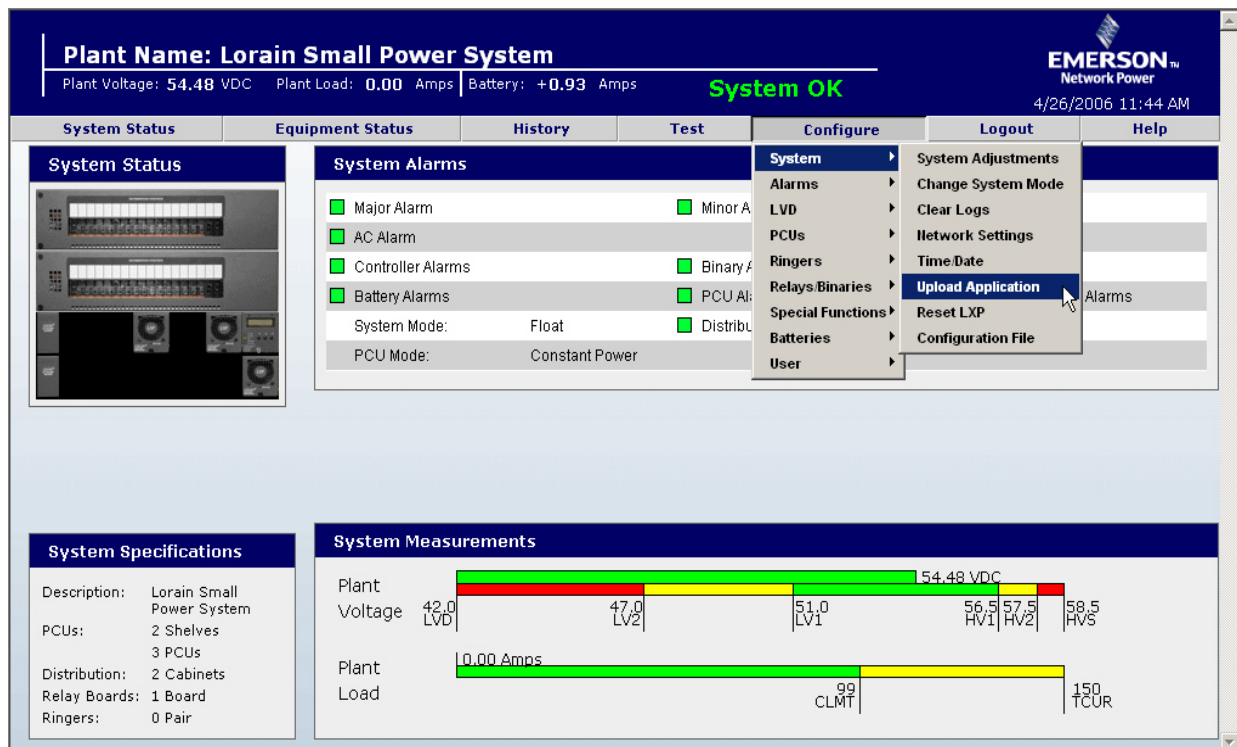 Plant Name: Lorain Small Power System
Plant Voltage: 54.48 VDC Plant Load: 0.00 Amps Battery: +0.93 Amps
System OK
EMERSON™
Network Power
4/26/2006 11:44 AM
System Status Equipment Status History Test Configure Logout Help
System Status
System Alarms
Major Alarm
Minor A
AC Alarm
Controller Alarms
Binary A
Battery Alarms
PCU Al
Alarms
System Mode: Float
Distribu
PCU Mode: Constant Power
System
Alarms
LVD
PCUs
Ringers
Relays/Binaries
Special Functions
Batteries
User
System Adjustments
Change System Mode
Clear Logs
Network Settings
Time/Date
Upload Application
Reset LXP
Configuration File
System Specifications
Description: Lorain Small
Power System
PCUs: 2 Shelves
3 PCUs
Distribution: 2 Cabinets
Relay Boards: 1 Board
Ringers: 0 Pair
System Measurements
Plant
Voltage
54.48 VDC
42.0 47.0 51.0 56.5 57.5 58.5
LVD LV2 LV1 HV1 HV2 HVS
Plant
Load
0.00 Amps
99 150
CLMT TCUR